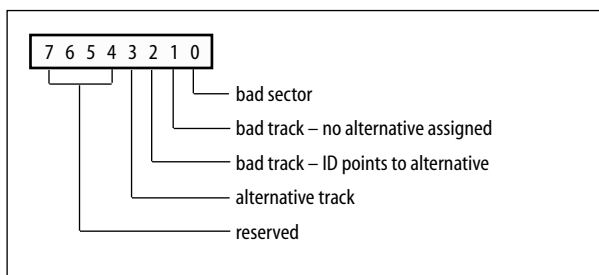 7 6 5 4 3 2 1 0
bad sector
bad track – no alternative assigned
bad track – ID points to alternative
alternative track
reserved